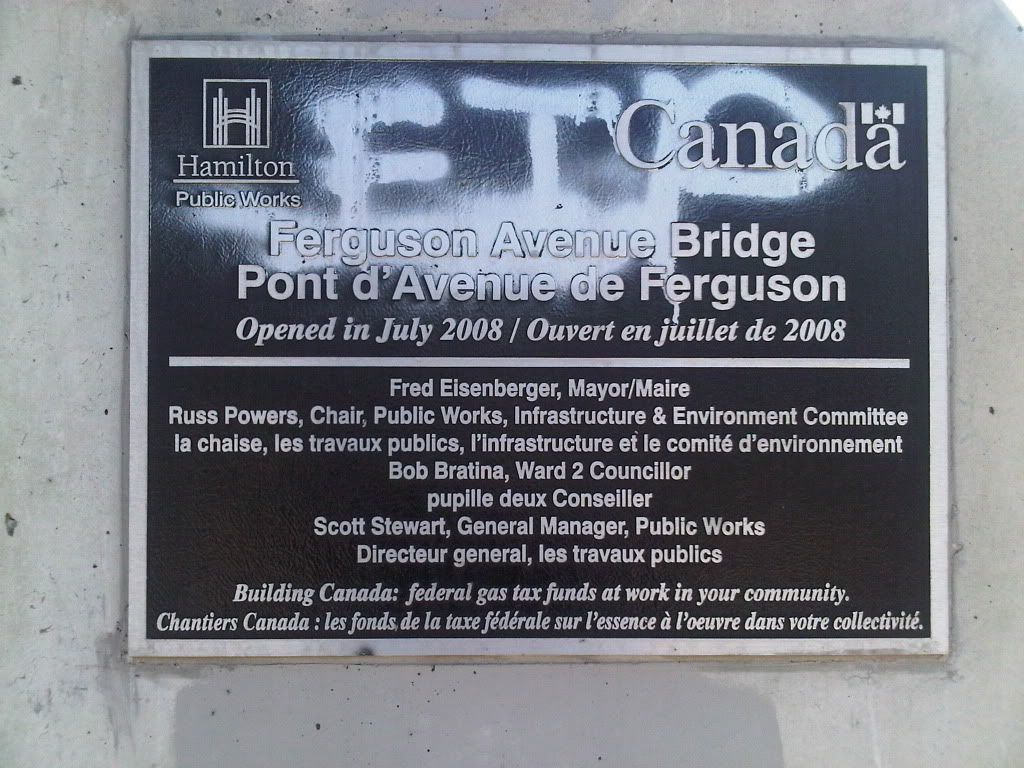 Hamilton
Public Works
Canada
Ferguson Avenue Bridge
Pont d'Avenue de Ferguson
Opened in July 2008 / Ouvert en juillet de 2008
Fred Eisenberger, Mayor/Maire
Russ Powers, Chair, Public Works, Infrastructure & Environment Committee
la chaise, les travaux publics, l'infrastructure et le comité d'environnement
Bob Bratina, Ward 2 Councillor
pupille deux Conseiller
Scott Stewart, General Manager, Public Works
Directeur general, les travaux publics
Building Canada: federal gas tax funds at work in your community.
Chantiers Canada : les fonds de la taxe fédérale sur l'essence à l'oeuvre dans votre collectivité.